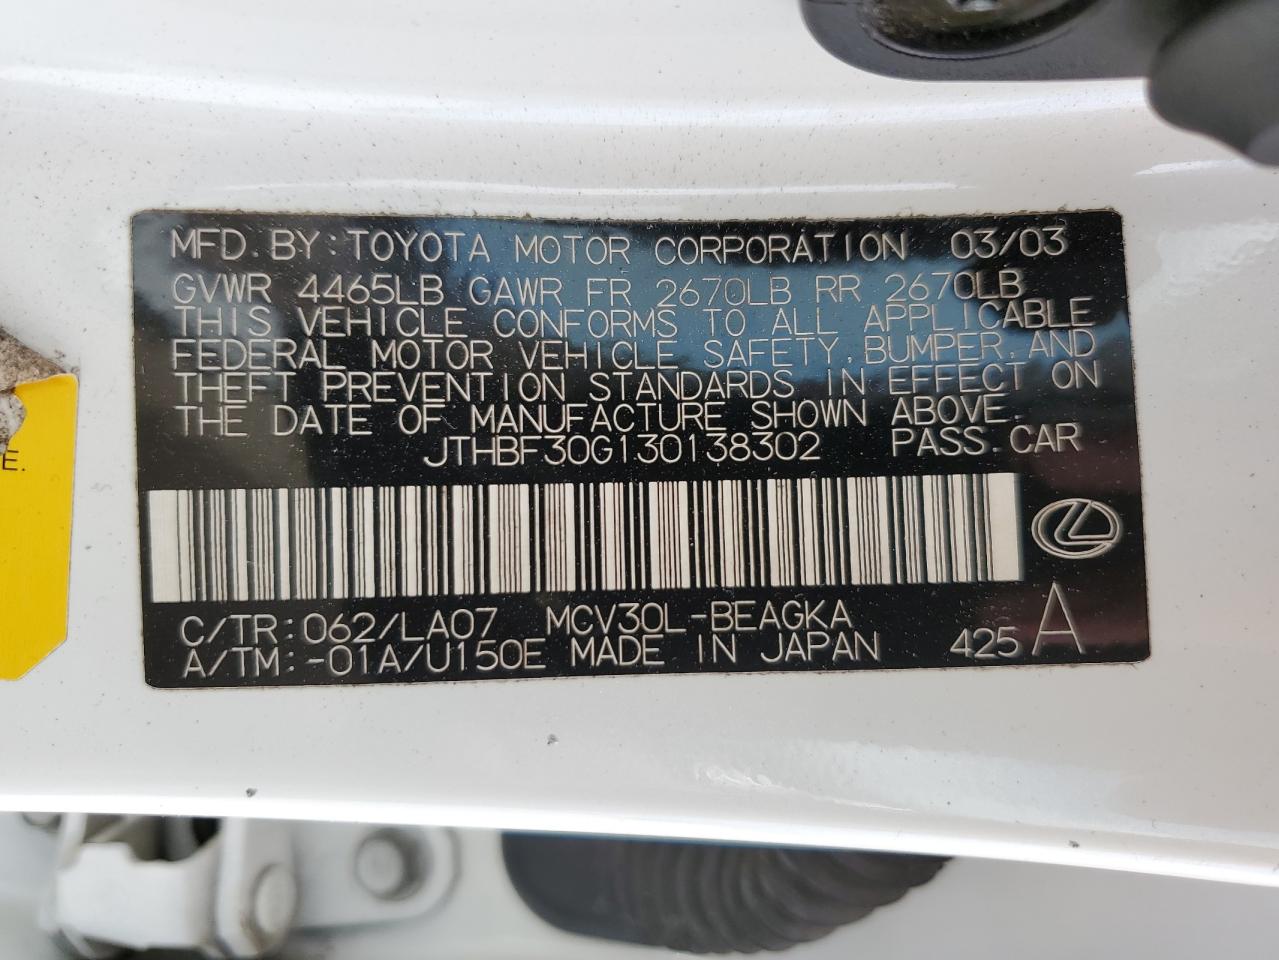 MFD. BY: TOYOTA MOTOR CORPORATION 03/03
GVWR 4465LB GAWR FR 2670LB RR 2670LB
THIS VEHICLE CONFORMS TO ALL APPLICABLE
FEDERAL MOTOR VEHICLE SAFETY, BUMPER, AND
THEFT PREVENTION STANDARDS IN EFFECT ON
THE DATE OF MANUFACTURE SHOWN ABOVE.
JTHBF30G130138302 PASS. CAR
C/TR: 062/LA07 MCV30L-BEAGKA
A/TM: -01A/U150E MADE IN JAPAN 425 A
E.